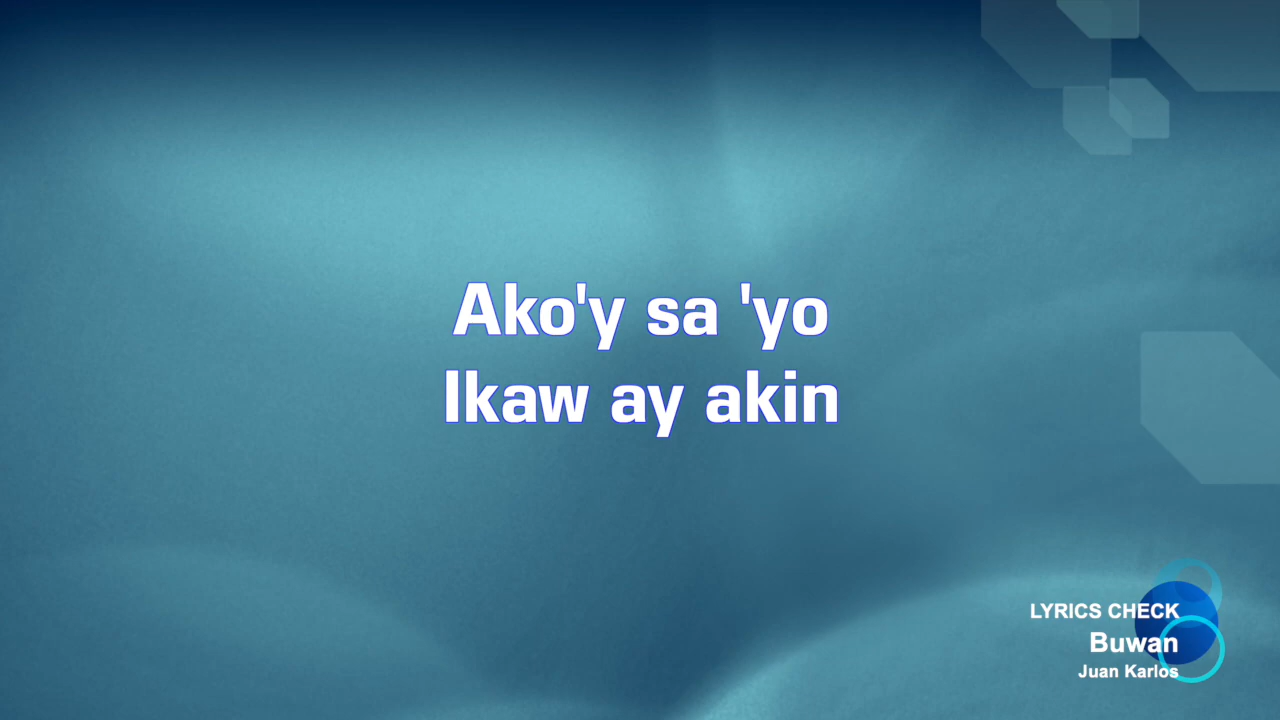 Ako'y sa 'yo
Ikaw ay akin
LYRICS CHECK
Buwan
Juan Karlos